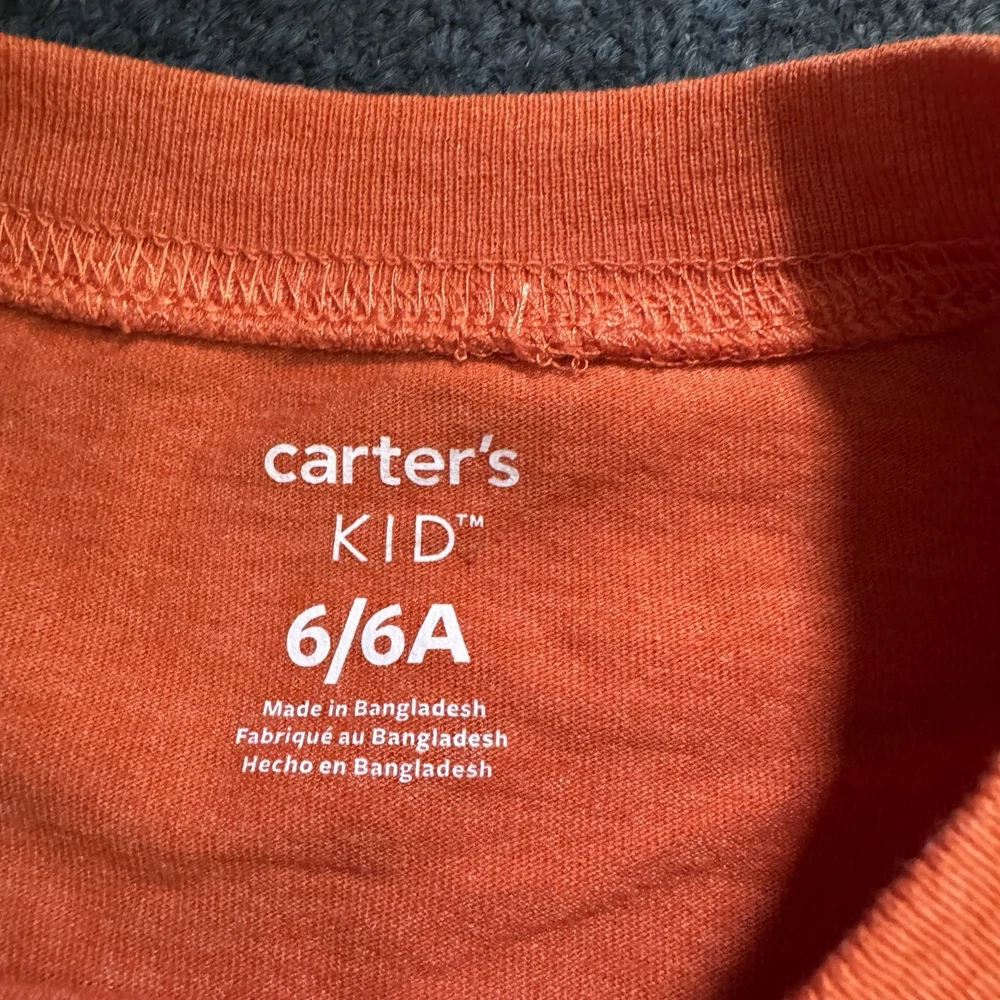 carter's
KID™
6/6A
Made in Bangladesh
Fabriqué au Bangladesh
Hecho en Bangladesh